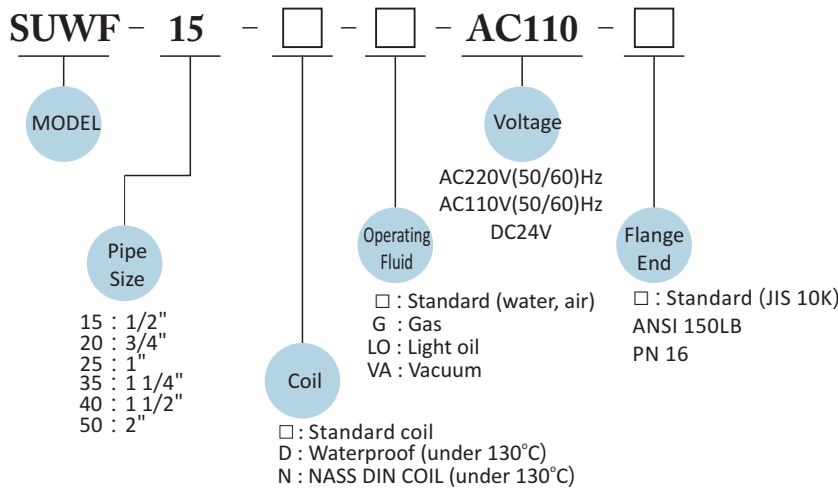 SUWF - 15 - □ - □ - AC110 - □
MODEL
Pipe
Size
15 : 1/2"
20 : 3/4"
25 : 1"
35 : 1 1/4"
40 : 1 1/2"
50 : 2"
Coil
□ : Standard coil
D : Waterproof (under 130°C)
N : NASS DIN COIL (under 130°C)
Operating
Fluid
□ : Standard (water, air)
G : Gas
LO : Light oil
VA : Vacuum
Voltage
AC220V(50/60)Hz
AC110V(50/60)Hz
DC24V
Flange
End
□ : Standard (JIS 10K)
ANSI 150LB
PN 16